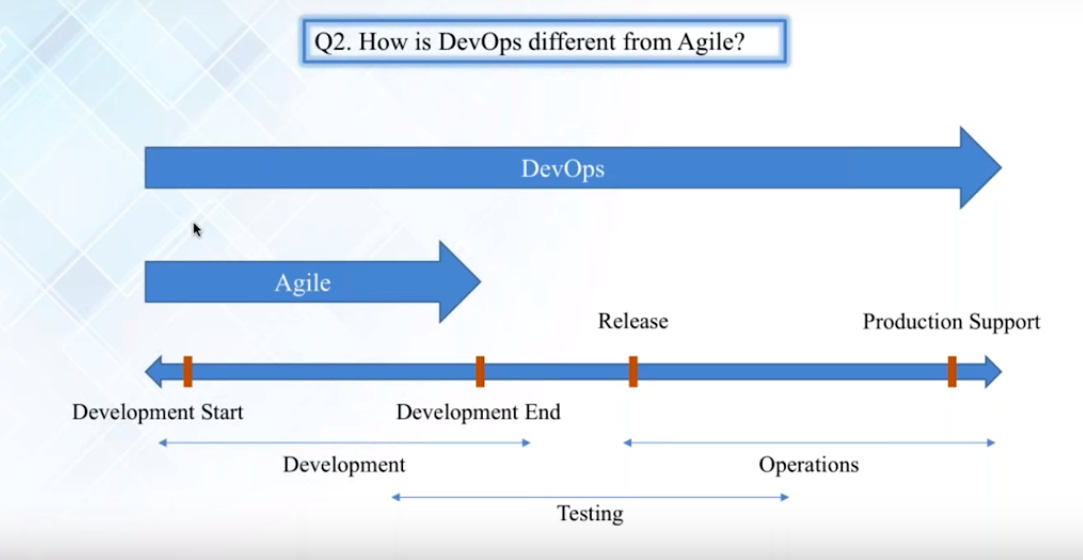 Q2. How is DevOps different from Agile?
DevOps
Agile
Release
Production Support
Development Start
Development End
Development
Operations
Testing